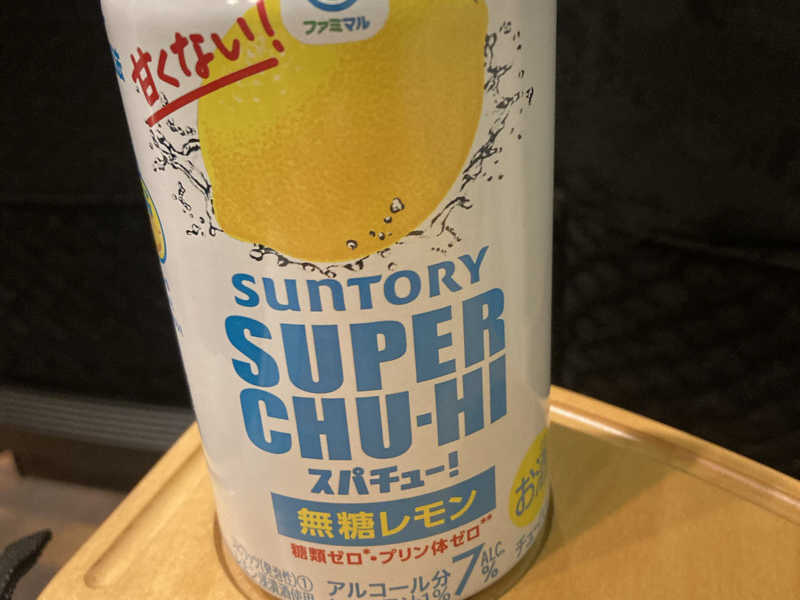 ファミマル
甘くない!!
SUNTORY
SUPER
CHU-HI
スパチュー!
無糖レモン
糖類ゼロ*・プリン体ゼロ**
お酒
アルコール分
7% ALC.